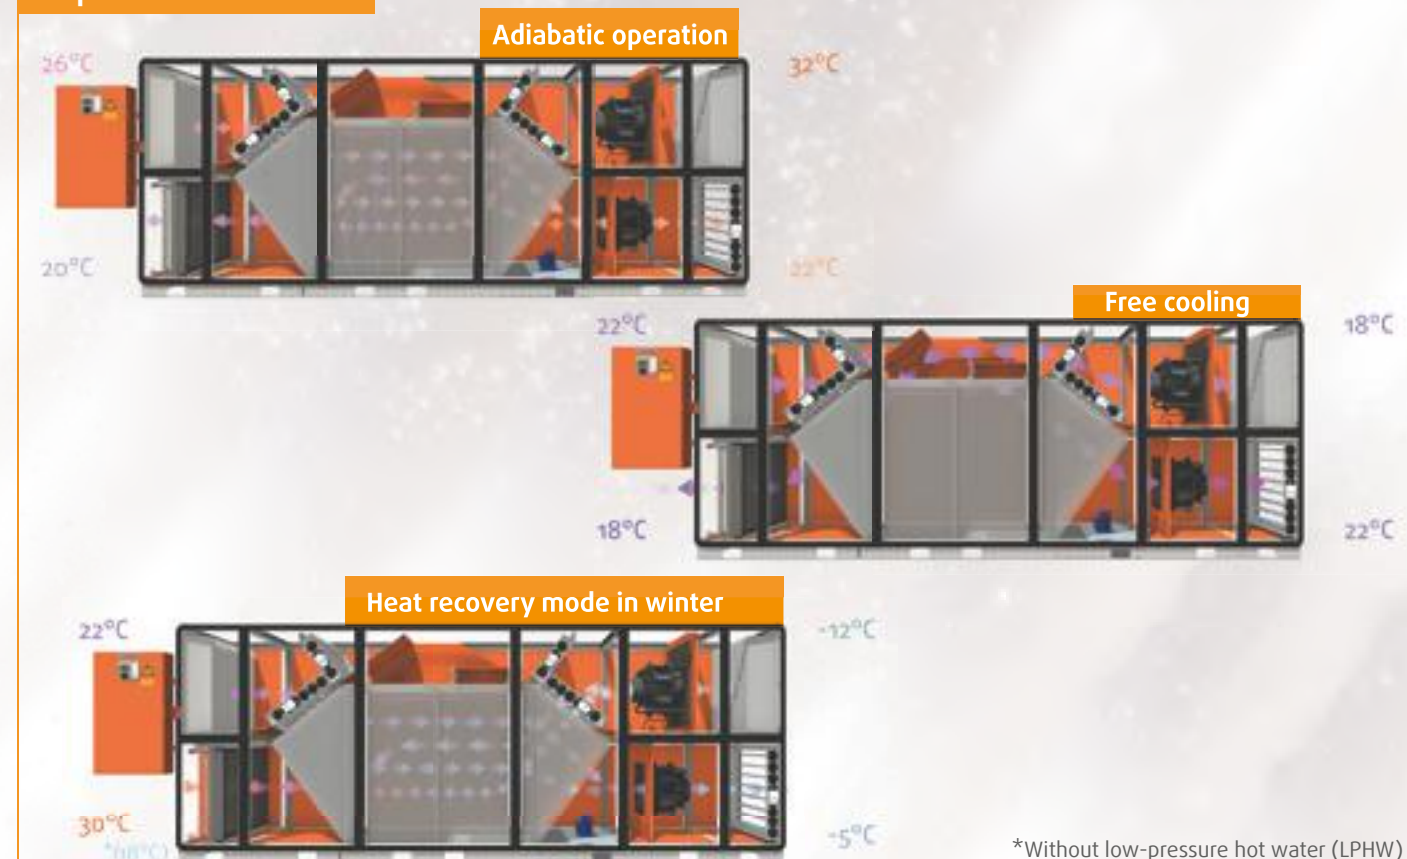 Adiabatic operation
26°C
32°C
20°C
22°C
Free cooling
22°C
18°C
18°C
22°C
Heat recovery mode in winter
22°C
-12°C
30°C
-5°C
*Without low-pressure hot water (LPHW)